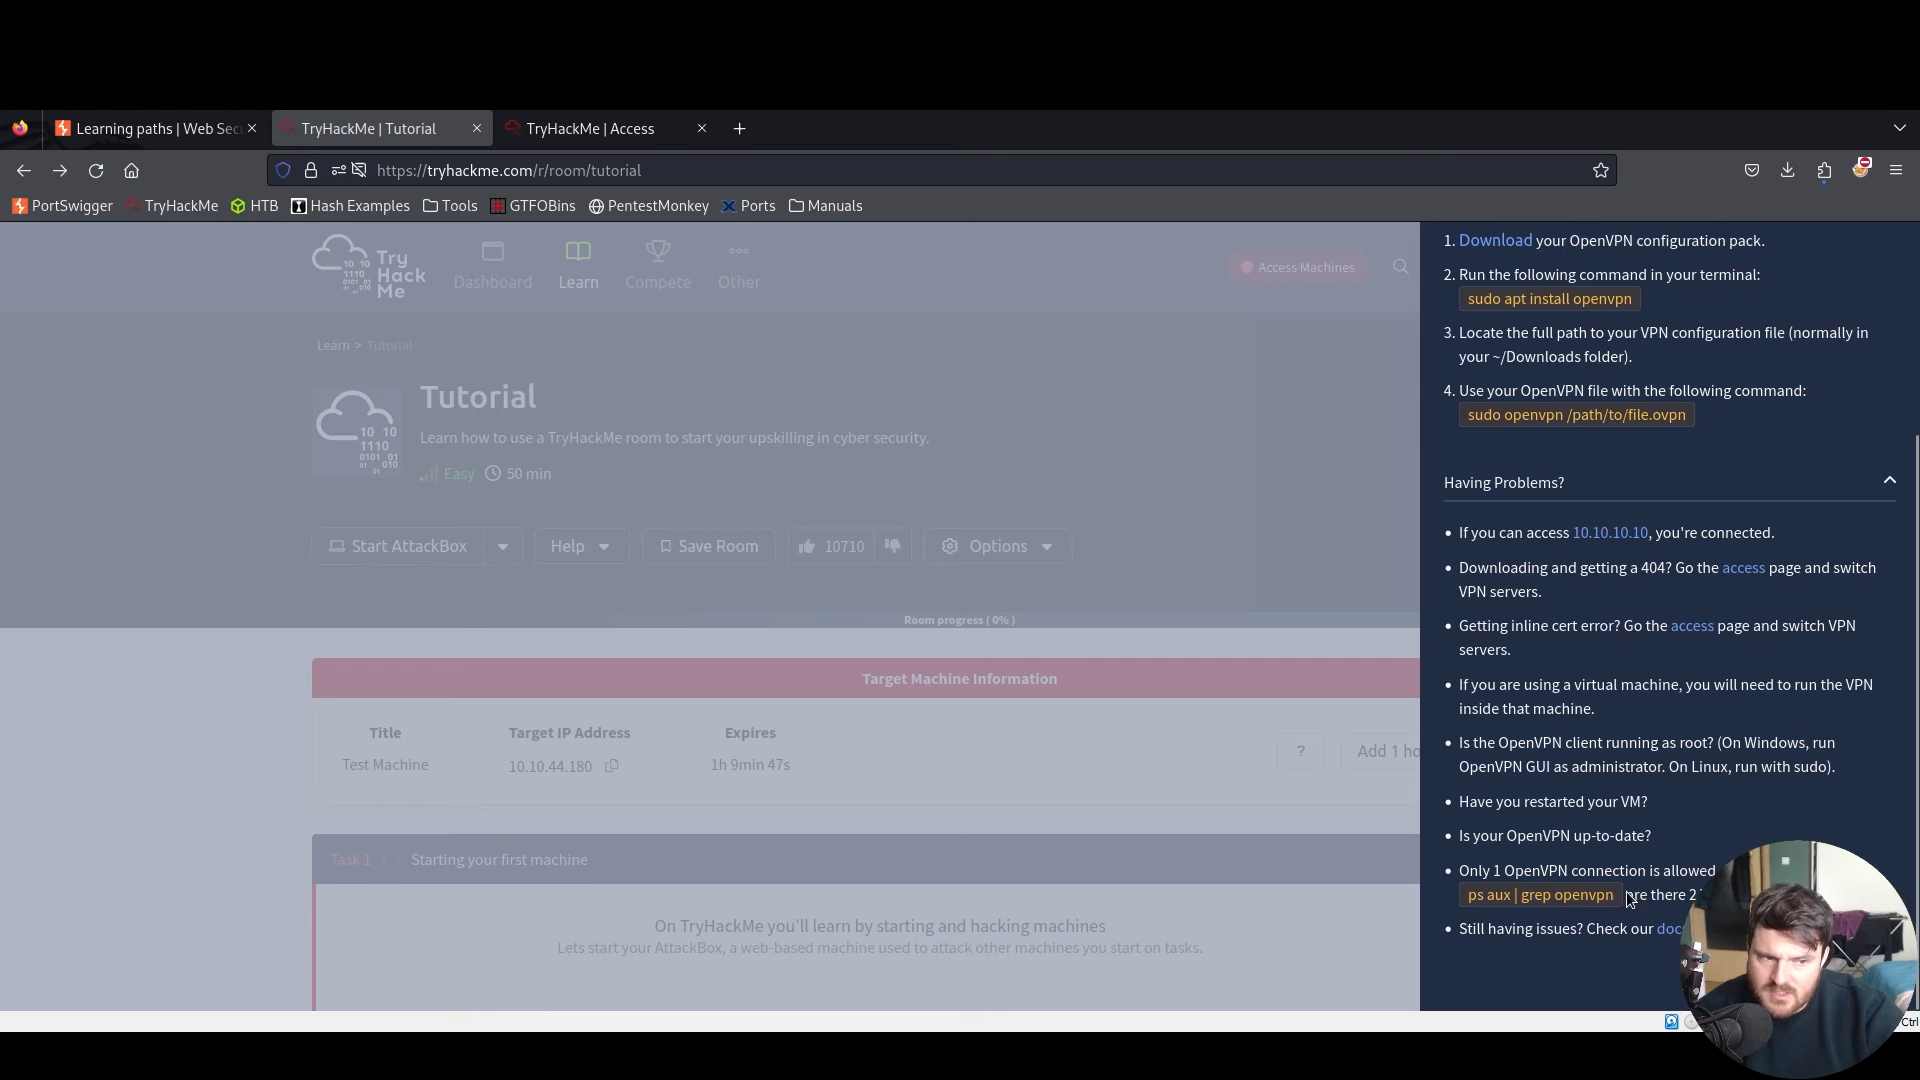 Learning paths | Web Sec
TryHackMe | Tutorial
TryHackMe | Access
https://tryhackme.com/r/room/tutorial
PortSwigger
TryHackMe
HTB
Hash Examples
Tools
GTFOBins
PentestMonkey
Ports
Manuals
Try
Hack
Me
Dashboard
Learn
Compete
Other
Access Machines
Learn > Tutorial
Tutorial
Learn how to use a TryHackMe room to start your upskilling in cyber security.
Easy
50 min
Start AttackBox
Help
Save Room
10710
Options
Room progress ( 0% )
Target Machine Information
Title
Target IP Address
Expires
Test Machine
10.10.44.180
1h 9min 47s
?
Add 1 ho
Task 1
Starting your first machine
On TryHackMe you'll learn by starting and hacking machines
Lets start your AttackBox, a web-based machine used to attack other machines you start on tasks.
1. Download your OpenVPN configuration pack.
2. Run the following command in your terminal:
sudo apt install openvpn
3. Locate the full path to your VPN configuration file (normally in
your ~/Downloads folder).
4. Use your OpenVPN file with the following command:
sudo openvpn /path/to/file.ovpn
Having Problems?
• If you can access 10.10.10.10, you're connected.
• Downloading and getting a 404? Go the access page and switch
VPN servers.
• Getting inline cert error? Go the access page and switch VPN
servers.
• If you are using a virtual machine, you will need to run the VPN
inside that machine.
• Is the OpenVPN client running as root? (On Windows, run
OpenVPN GUI as administrator. On Linux, run with sudo).
• Have you restarted your VM?
• Is your OpenVPN up-to-date?
• Only 1 OpenVPN connection is allowed
ps aux | grep openvpn are there 2
• Still having issues? Check our doc
Ctrl